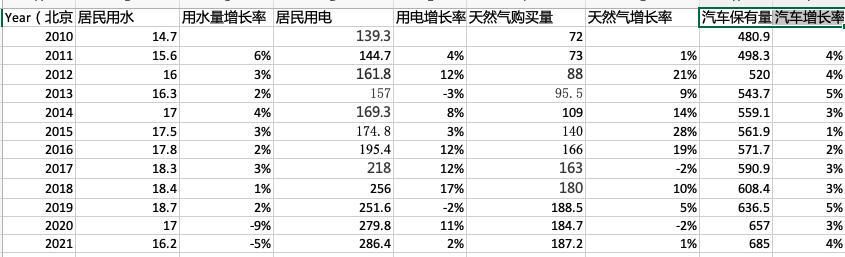 Year（北京 居民用水 用水量增长率 居民用电 用电增长率 天然气购买量 天然气增长率 汽车保有量 汽车增长率
2010 14.7 139.3 72 480.9
2011 15.6 6% 144.7 4% 73 1% 498.3 4%
2012 16 3% 161.8 12% 88 21% 520 4%
2013 16.3 2% 157 -3% 95.5 9% 543.7 5%
2014 17 4% 169.3 8% 109 14% 559.1 3%
2015 17.5 3% 174.8 3% 140 28% 561.9 1%
2016 17.8 2% 195.4 12% 166 19% 571.7 2%
2017 18.3 3% 218 12% 163 -2% 590.9 3%
2018 18.4 1% 256 17% 180 10% 608.4 3%
2019 18.7 2% 251.6 -2% 188.5 5% 636.5 5%
2020 17 -9% 279.8 11% 184.7 -2% 657 3%
2021 16.2 -5% 286.4 2% 187.2 1% 685 4%